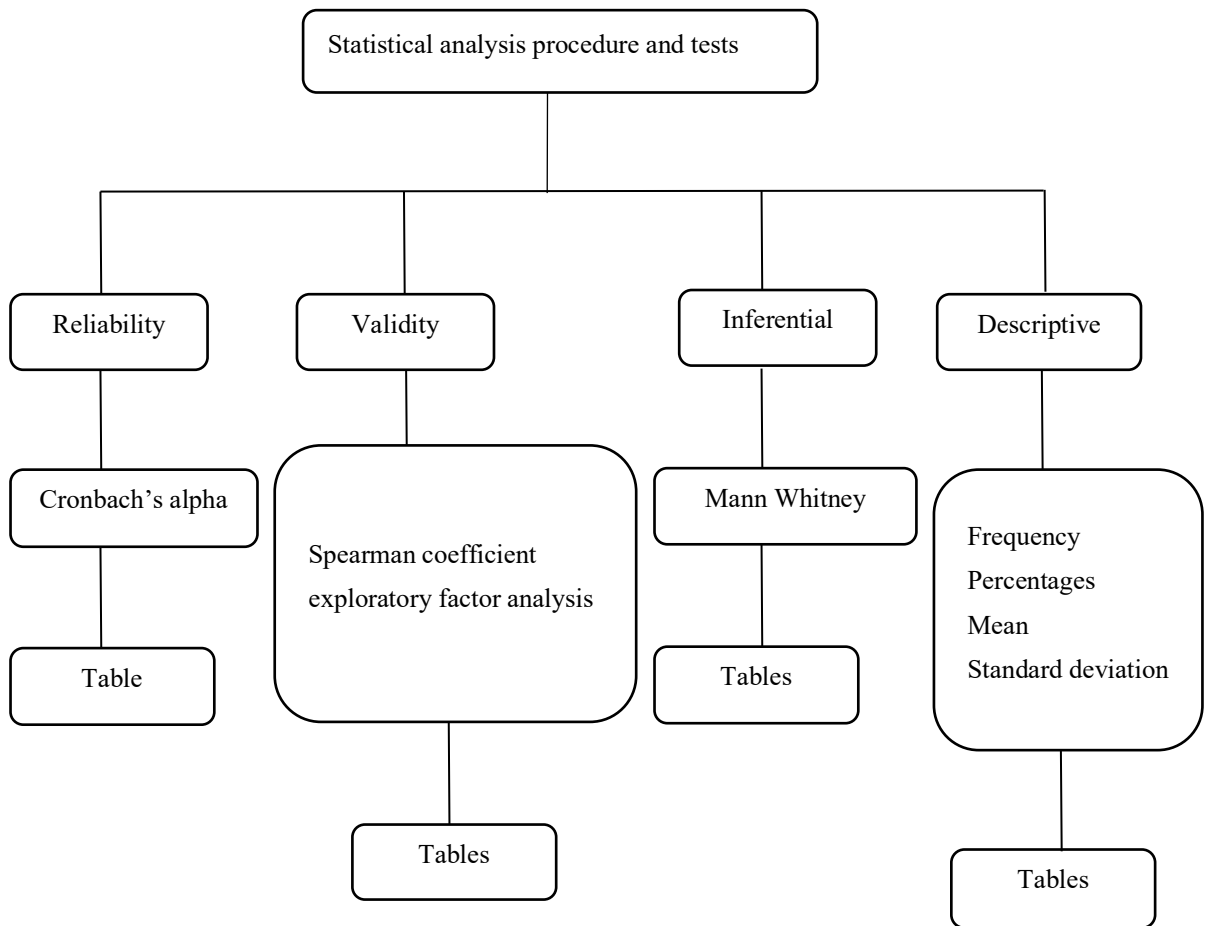 Statistical analysis procedure and tests
Reliability
Validity
Inferential
Descriptive
Cronbach’s alpha
Spearman coefficient
exploratory factor analysis
Mann Whitney
Frequency
Percentages
Mean
Standard deviation
Table
Tables
Tables
Tables